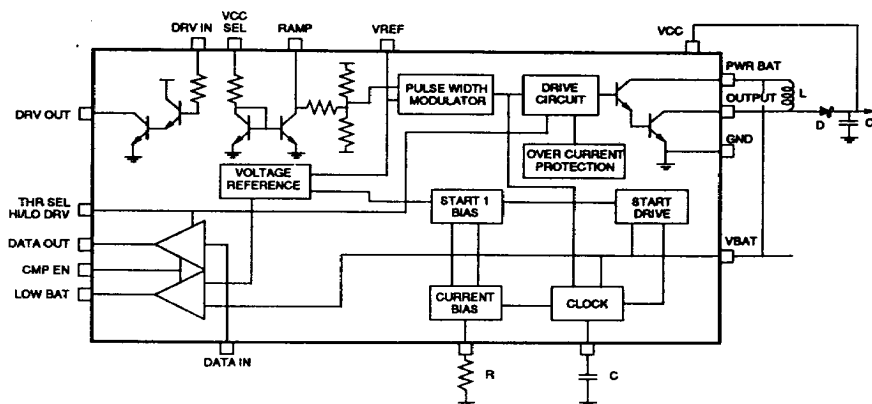 DRV IN
VCC
SEL
RAMP
VREF
VCC
PWR BAT
L
OUTPUT
D
C
GND
DRV OUT
PULSE WIDTH
MODULATOR
DRIVE
CIRCUIT
OVER CURRENT
PROTECTION
VOLTAGE
REFERENCE
THR SEL
HI/LO DRV
START 1
BIAS
START
DRIVE
DATA OUT
VBAT
CMP EN
LOW BAT
CURRENT
BIAS
CLOCK
DATA IN
R
C